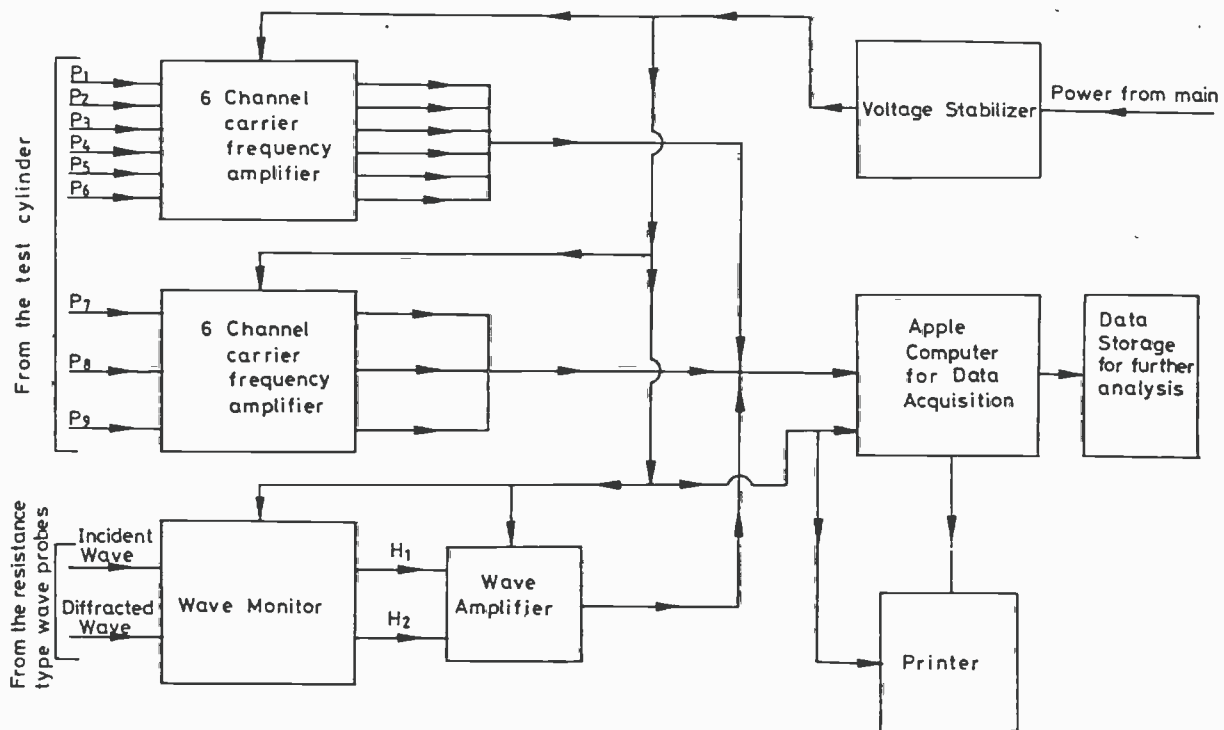 Power from main
Voltage Stabilizer
From the test cylinder
P1
P2
P3
P4
P5
P6
6 Channel
carrier
frequency
amplifier
P7
P8
P9
6 Channel
carrier
frequency
amplifier
Apple
Computer
for Data
Acquisition
Data
Storage
for further
analysis
From the resistance
type wave probes
Incident
Wave
Diffracted
Wave
Wave Monitor
H1
H2
Wave
Amplifier
Printer